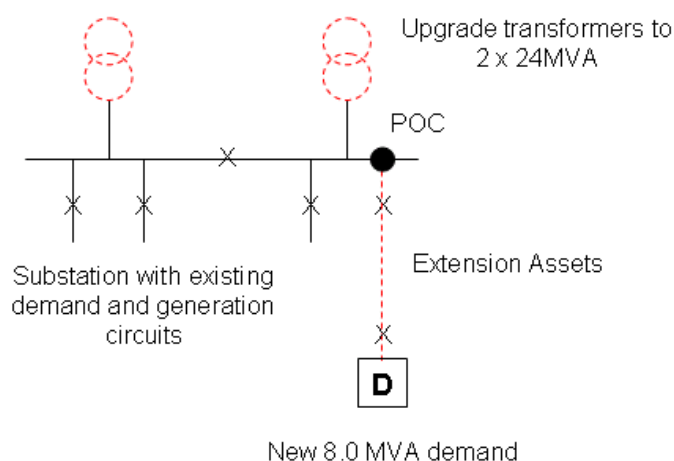 Upgrade transformers to
2 x 24MVA
POC
Substation with existing
demand and generation
circuits
Extension Assets
D
New 8.0 MVA demand